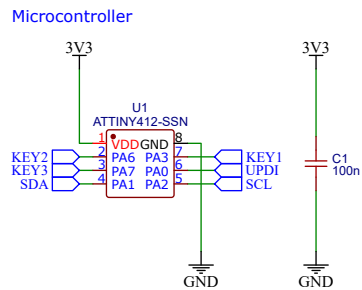 Microcontroller
3V3 3V3
U1
ATTINY412-SSN
1 VDD GND 8
KEY2 2 PA6 PA3 7 KEY1
KEY3 3 PA7 PA0 6 UPDI
SDA 4 PA1 PA2 5 SCL
C1
100n
GND GND